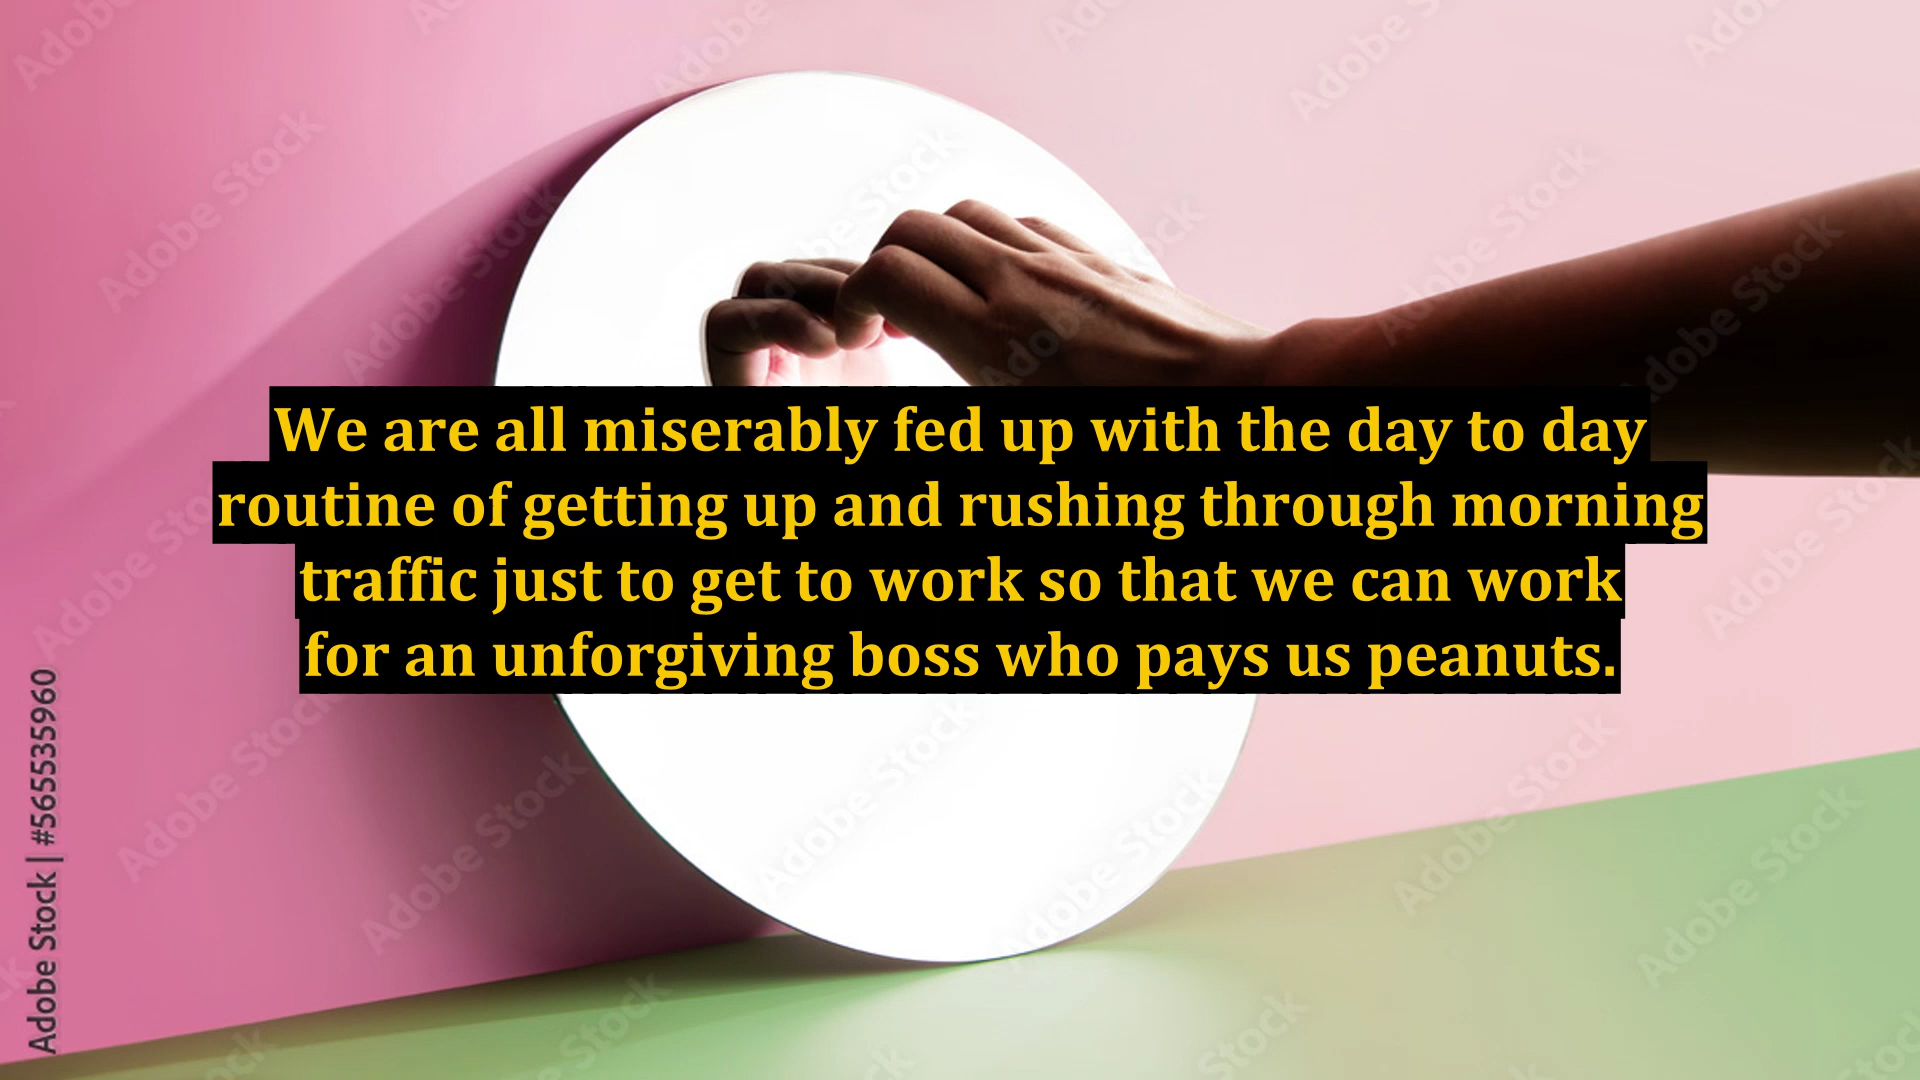 We are all miserably fed up with the day to day
routine of getting up and rushing through morning
traffic just to get to work so that we can work
for an unforgiving boss who pays us peanuts.
Adobe Stock | #565535960
Adobe Stock